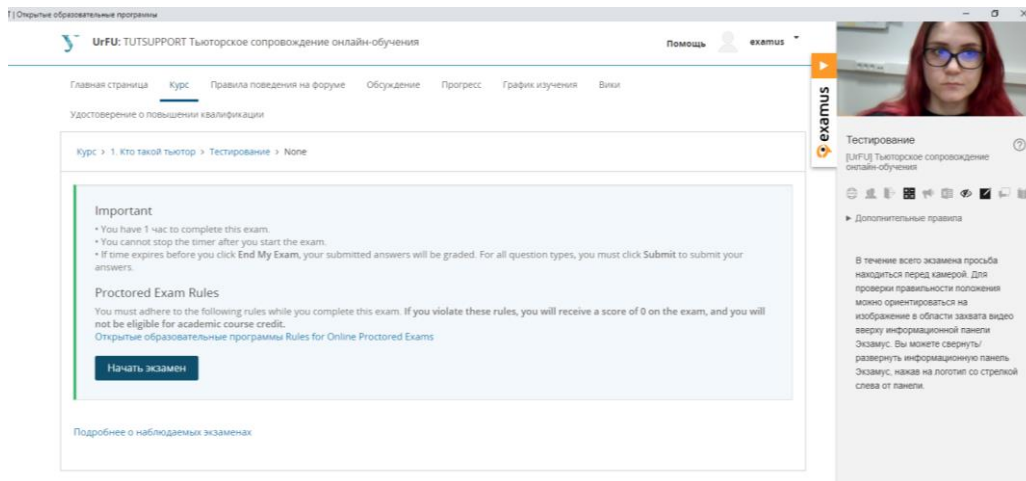 Т | Открытые образовательные программы
UrFU: TUTSUPPORT Тьюторское сопровождение онлайн-обучения
Помощь
examus
Главная страница Курс Правила поведения на форуме Обсуждение Прогресс График изучения Вики
Удостоверение о повышении квалификации
Курс > 1. Кто такой тьютор > Тестирование > None
Important
• You have 1 час to complete this exam.
• You cannot stop the timer after you start the exam.
• If time expires before you click End My Exam, your submitted answers will be graded. For all question types, you must click Submit to submit your
answers.
Proctored Exam Rules
You must adhere to the following rules while you complete this exam. If you violate these rules, you will receive a score of 0 on the exam, and you will
not be eligible for academic course credit.
Открытые образовательные программы Rules for Online Proctored Exams
Начать экзамен
Подробнее о наблюдаемых экзаменах
examus
Тестирование
[UrFU] Тьюторское сопровождение
онлайн-обучения
Дополнительные правила
В течение всего экзамена просьба
находиться перед камерой. Для
проверки правильности положения
можно ориентироваться на
изображение в области захвата видео
вверху информационной панели
Экзамус. Вы можете свернуть/
развернуть информационную панель
Экзамус, нажав на логотип со стрелкой
слева от панели.